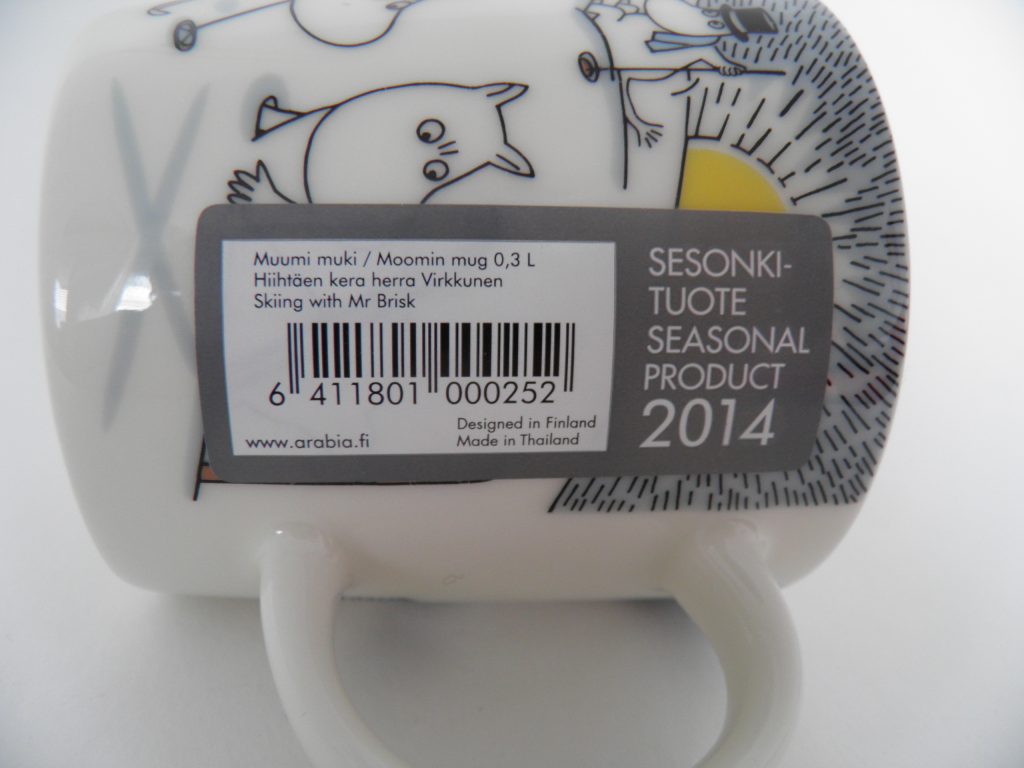 Muumi muki / Moomin mug 0,3 L
Hiihtäen kera herra Virkkunen
Skiing with Mr Brisk
6 411801 000252
www.arabia.fi
Designed in Finland
Made in Thailand
SESONKI-
TUOTE
SEASONAL
PRODUCT
2014